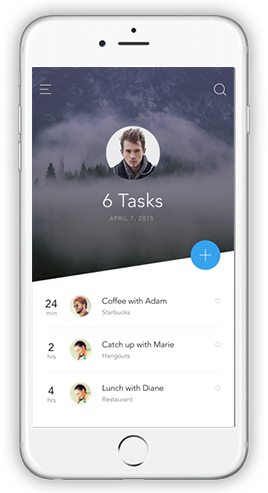 6 Tasks
APRIL 7, 2015
24 min
Coffee with Adam
Starbucks
2 hrs
Catch up with Marie
Hangouts
4 hrs
Lunch with Diane
Restaurant